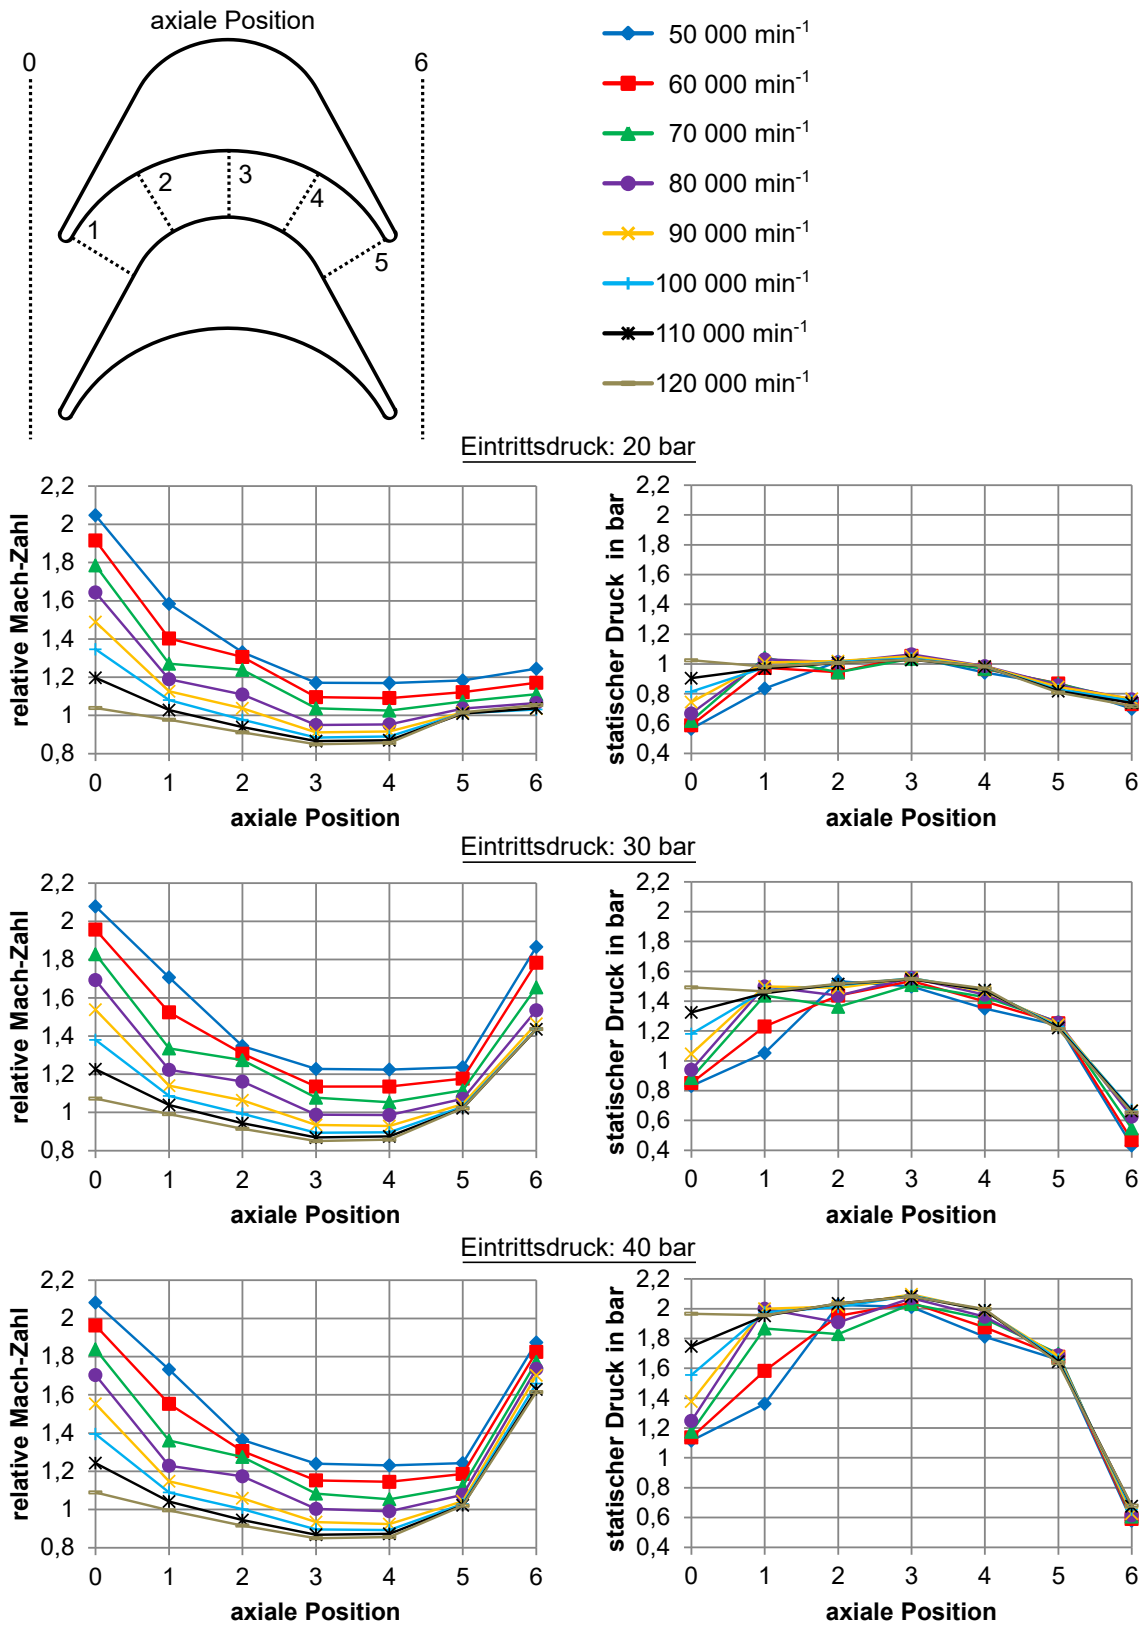 axiale Position
0
6
1
2
3
4
5
50 000 min⁻¹
60 000 min⁻¹
70 000 min⁻¹
80 000 min⁻¹
90 000 min⁻¹
100 000 min⁻¹
110 000 min⁻¹
120 000 min⁻¹
Eintrittsdruck: 20 bar
relative Mach-Zahl
2,2
2
1,8
1,6
1,4
1,2
1
0,8
0 1 2 3 4 5 6
axiale Position
statischer Druck in bar
2,2
2
1,8
1,6
1,4
1,2
1
0,8
0,6
0,4
0 1 2 3 4 5 6
axiale Position
Eintrittsdruck: 30 bar
relative Mach-Zahl
2,2
2
1,8
1,6
1,4
1,2
1
0,8
0 1 2 3 4 5 6
axiale Position
statischer Druck in bar
2,2
2
1,8
1,6
1,4
1,2
1
0,8
0,6
0,4
0 1 2 3 4 5 6
axiale Position
Eintrittsdruck: 40 bar
relative Mach-Zahl
2,2
2
1,8
1,6
1,4
1,2
1
0,8
0 1 2 3 4 5 6
axiale Position
statischer Druck in bar
2,2
2
1,8
1,6
1,4
1,2
1
0,8
0,6
0,4
0 1 2 3 4 5 6
axiale Position